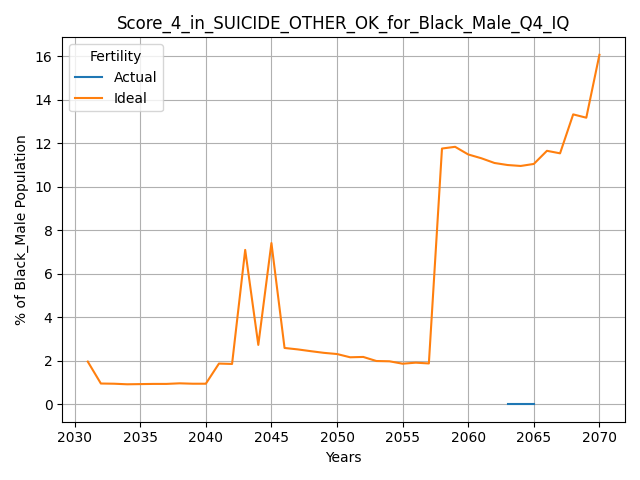 Score_4_in_SUICIDE_OTHER_OK_for_Black_Male_Q4_IQ
Fertility
Actual
Ideal
% of Black_Male Population
16
14
12
10
8
6
4
2
0
2030 2035 2040 2045 2050 2055 2060 2065 2070
Years